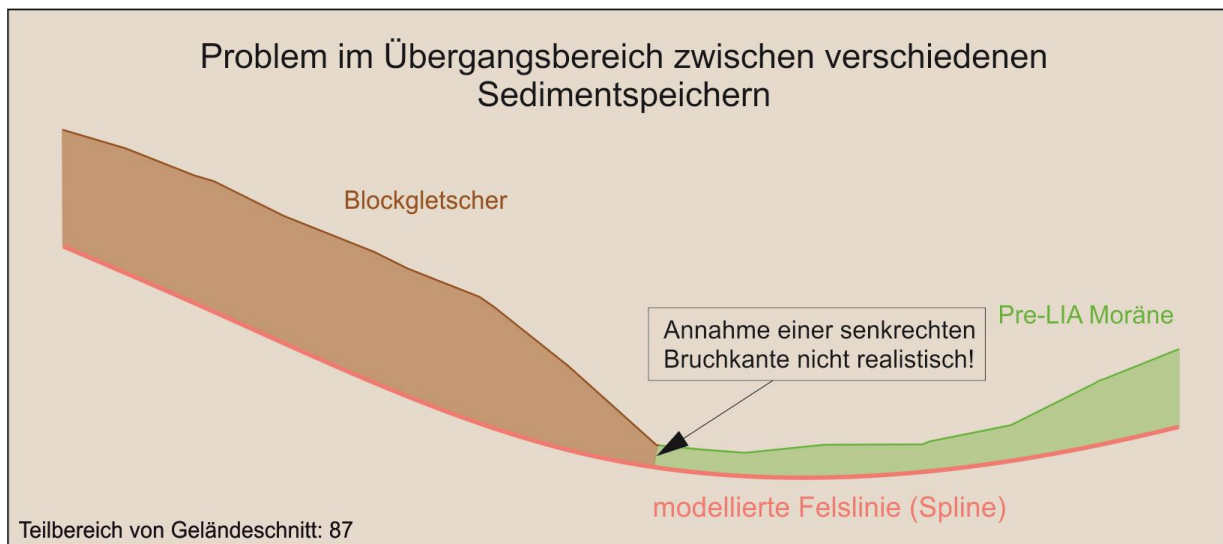 Problem im Übergangsbereich zwischen verschiedenen
Sedimentspeichern
Blockgletscher
Annahme einer senkrechten
Bruchkante nicht realistisch!
Pre-LIA Moräne
modellierte Felslinie (Spline)
Teilbereich von Geländeschnitt: 87